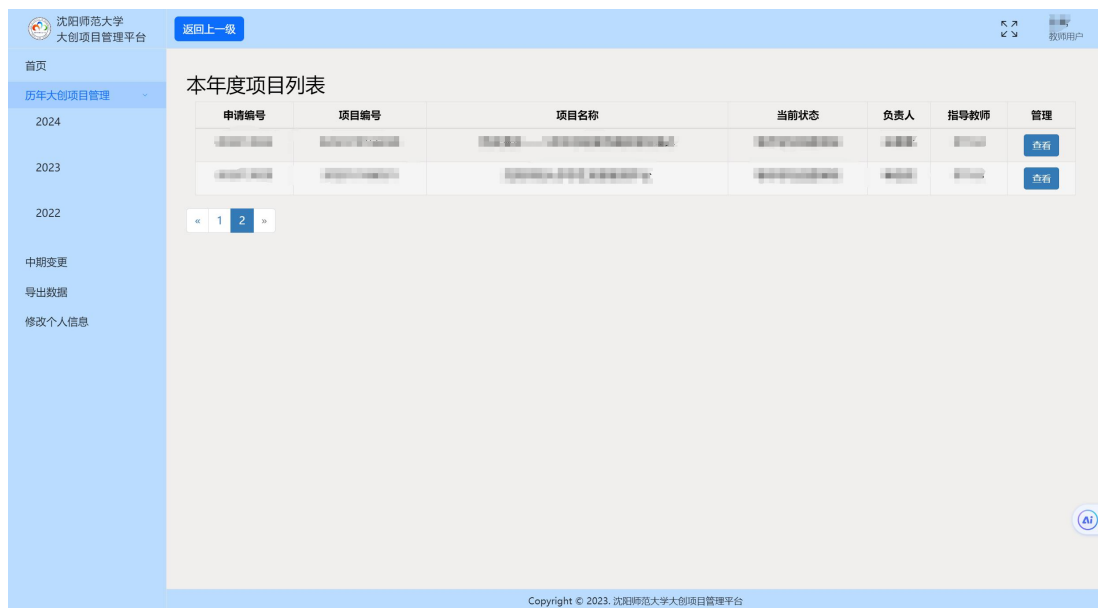 沈阳师范大学
大创项目管理平台
返回上一级
教师用户
首页
历年大创项目管理
2024
2023
2022
中期变更
导出数据
修改个人信息
本年度项目列表
申请编号 项目编号 项目名称 当前状态 负责人 指导教师 管理
查看
查看
« 1 2 »
Ai
Copyright © 2023. 沈阳师范大学大创项目管理平台